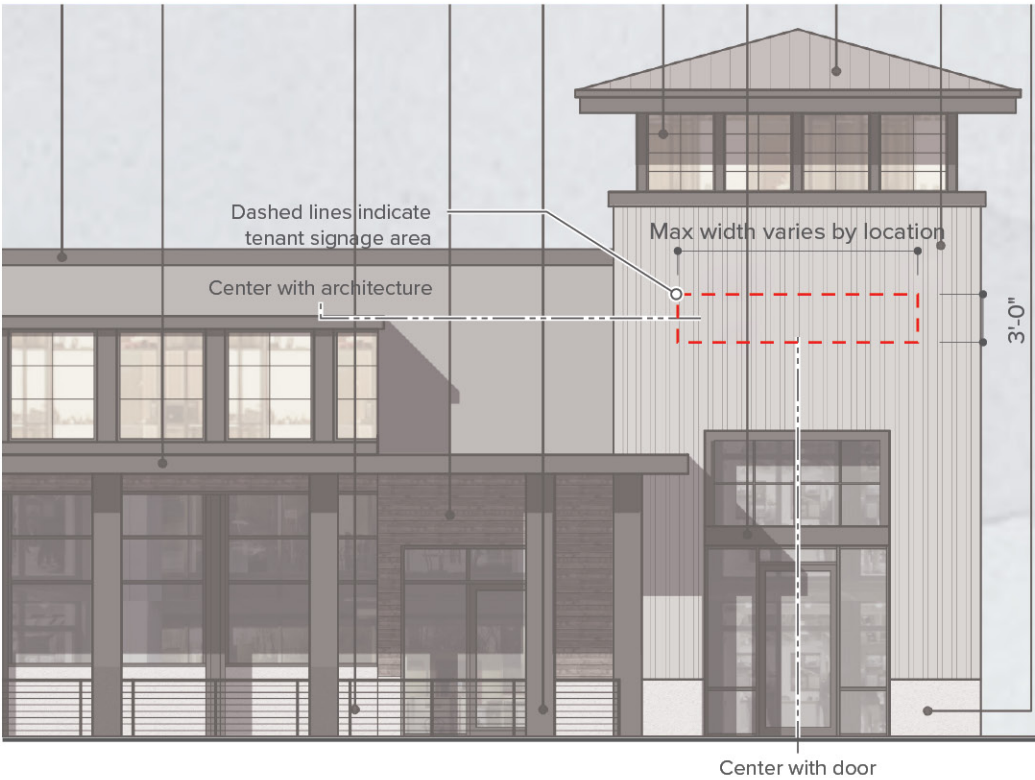 Dashed lines indicate
tenant signage area
Max width varies by location
Center with architecture
3'-0"
Center with door